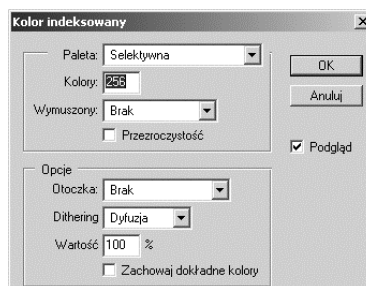 Kolor indeksowany
Paleta: Selektywna
Kolory: 256
Wymuszony: Brak
Przezroczystość
OK
Anuluj
Podgląd
Opcje
Otoczka: Brak
Dithering Dyfuzja
Wartość 100 %
Zachowaj dokładne kolory